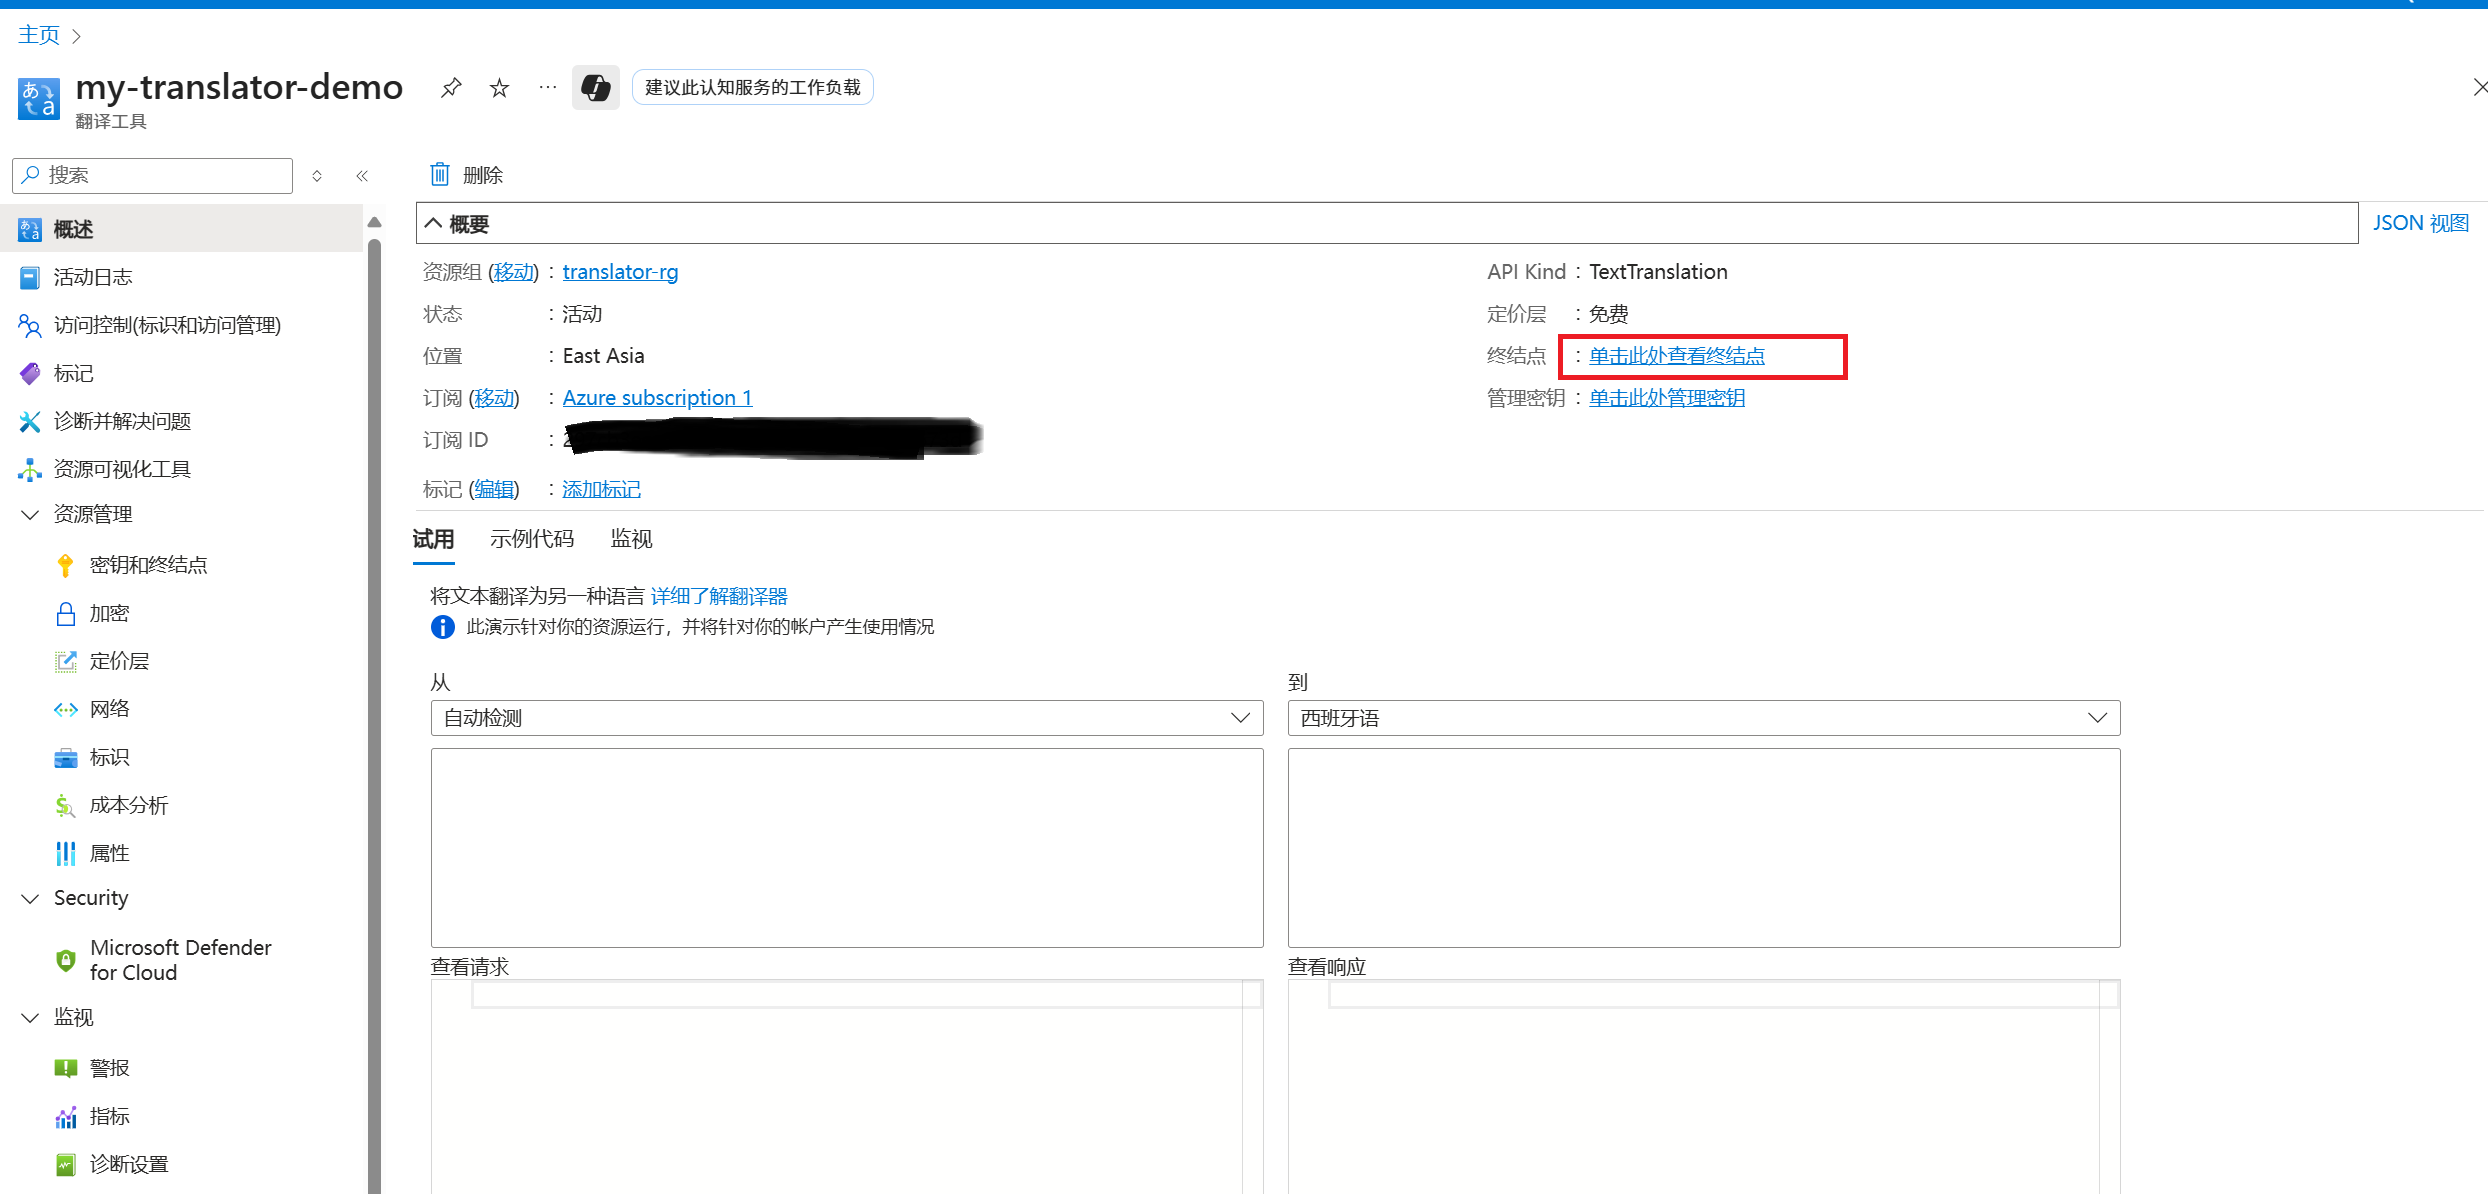 主页
my-translator-demo
建议此认知服务的工作负载
翻译工具
搜索
概述
活动日志
访问控制(标识和访问管理)
标记
诊断并解决问题
资源可视化工具
资源管理
密钥和终结点
加密
定价层
网络
标识
成本分析
属性
Security
Microsoft Defender
for Cloud
监视
警报
指标
诊断设置
删除
概要
JSON 视图
资源组 (移动) : translator-rg
状态 : 活动
位置 : East Asia
订阅 (移动) : Azure subscription 1
订阅 ID :
标记 (编辑) : 添加标记
API Kind : TextTranslation
定价层 : 免费
终结点 : 单击此处查看终结点
管理密钥 : 单击此处管理密钥
试用 示例代码 监视
将文本翻译为另一种语言 详细了解翻译器
此演示针对你的资源运行，并将针对你的帐户产生使用情况
从
自动检测
到
西班牙语
查看请求
查看响应